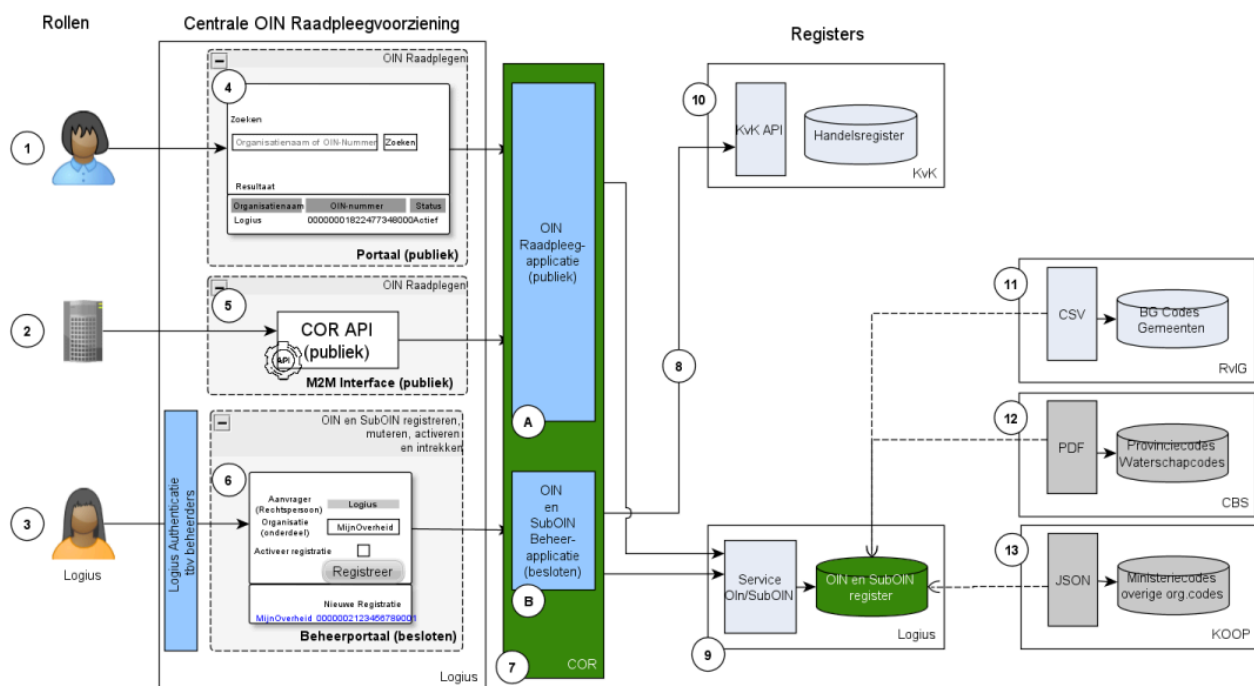 Rollen
Centrale OIN Raadpleegvoorziening
Registers
1
OIN Raadplegen
4
Zoeken
Organisatienaam of OIN-Nummer
Zoeken
Resultaat
Organisatienaam
OIN-nummer
Status
Logius
00000001822477348000
Actief
Portaal (publiek)
2
OIN Raadplegen
5
COR API
(publiek)
API
M2M Interface (publiek)
3
Logius
Logius Authenticatie
tbv beheerders
OIN en SubOIN registreren,
muteren, activeren
en intrekken
6
Aanvrager
(Rechtspersoon)
Logius
Organisatie
(onderdeel)
MijnOverheid
Activeer registratie
Registreer
Nieuwe Registratie
MijnOverheid 0000002123466789001
Beheerportaal (besloten)
Logius
OIN
Raadpleeg-
applicatie
(publiek)
A
OIN
en
SubOIN
Beheer-
applicatie
(besloten)
B
7
COR
8
10
KvK API
Handelsregister
KvK
Service
OIn/SubOIN
OIN en SubOIN
register
Logius
9
11
CSV
BG Codes
Gemeenten
RvIG
12
PDF
Provinciecodes
Waterschapcodes
CBS
13
JSON
Ministeriecodes
overige org.codes
KOOP